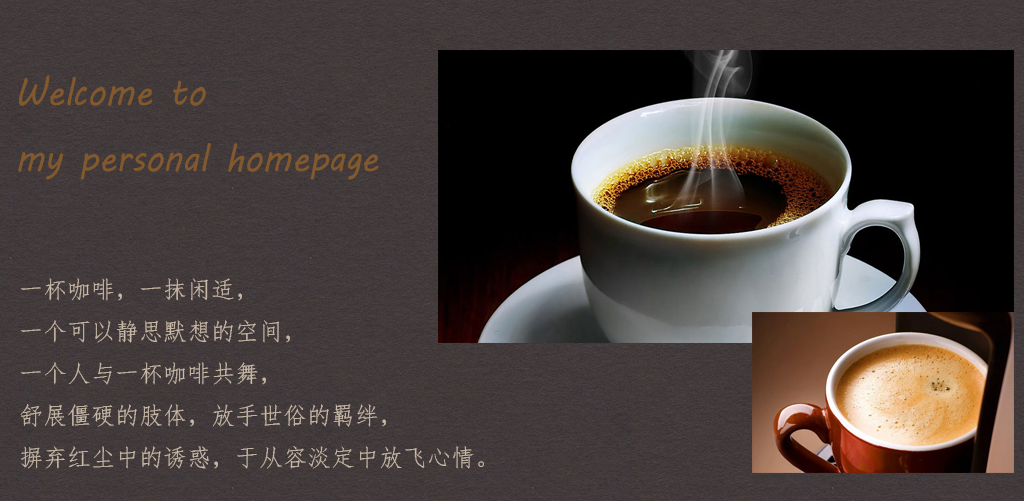 Welcome to
my personal homepage
一杯咖啡，一抹闲适，
一个可以静思默想的空间，
一个人与一杯咖啡共舞，
舒展僵硬的肢体，放手世俗的羁绊，
摒弃红尘中的诱惑，于从容淡定中放飞心情。